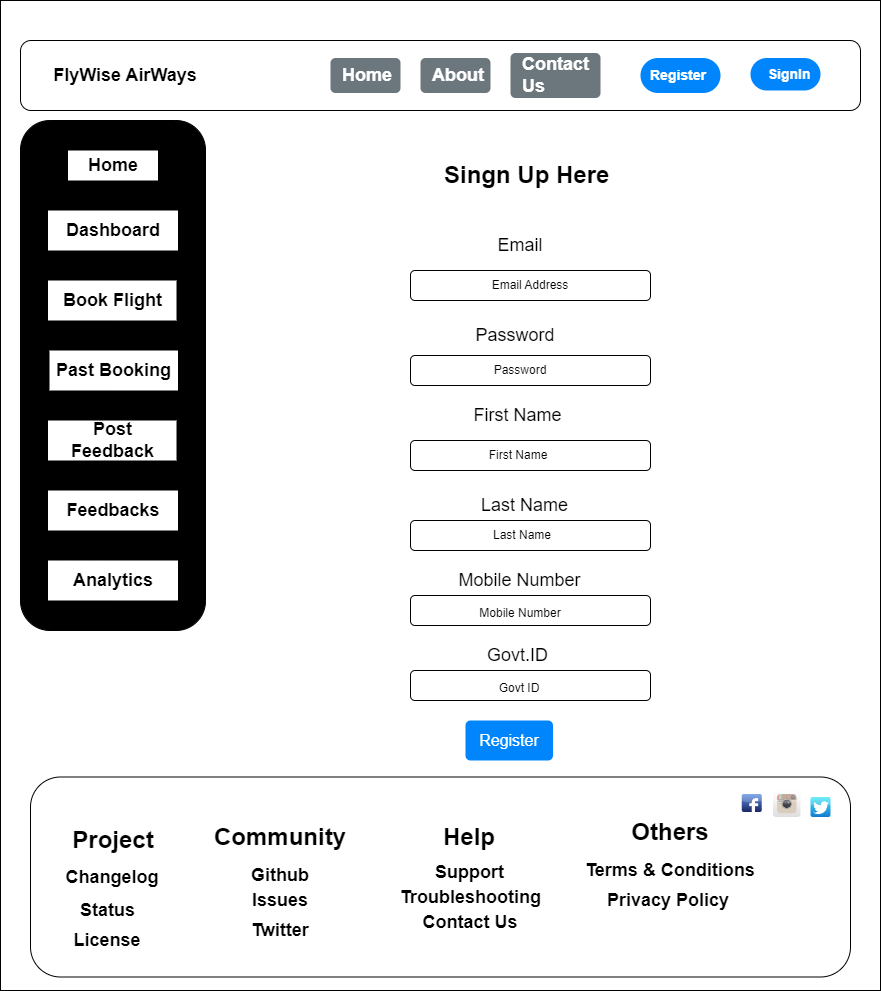 FlyWise AirWays
Home
About
Contact
Us
Register
SignIn
Home
Dashboard
Book Flight
Past Booking
Post
Feedback
Feedbacks
Analytics
Singn Up Here
Email
Email Address
Password
Password
First Name
First Name
Last Name
Last Name
Mobile Number
Mobile Number
Govt.ID
Govt ID
Register
Project
Changelog
Status
License
Community
Github
Issues
Twitter
Help
Support
Troubleshooting
Contact Us
Others
Terms & Conditions
Privacy Policy